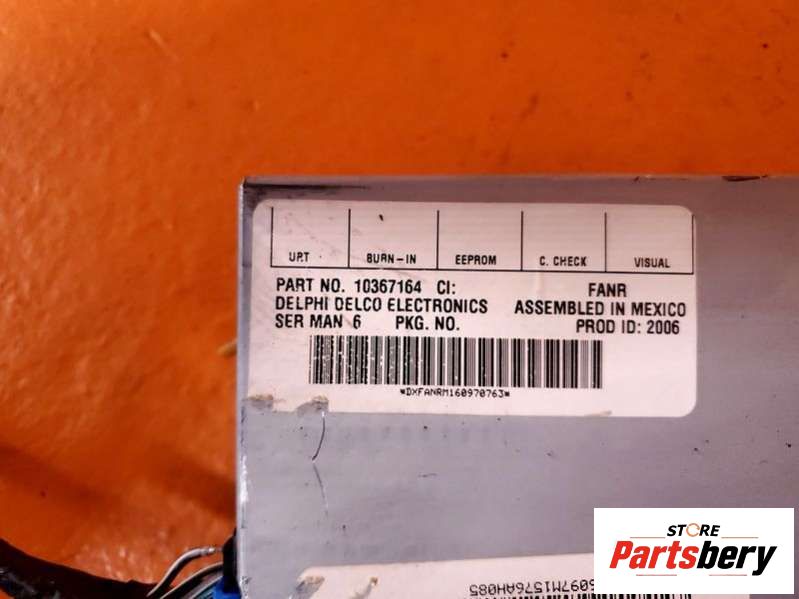 U.R.T BURN-IN EEPROM C. CHECK VISUAL
PART NO. 10367164 CI: FANR
DELPHI DELCO ELECTRONICS ASSEMBLED IN MEXICO
SER MAN 6 PKG. NO. PROD ID: 2006
*DXFANRM160970763*
6097M1576AH085
STORE
Partsbery